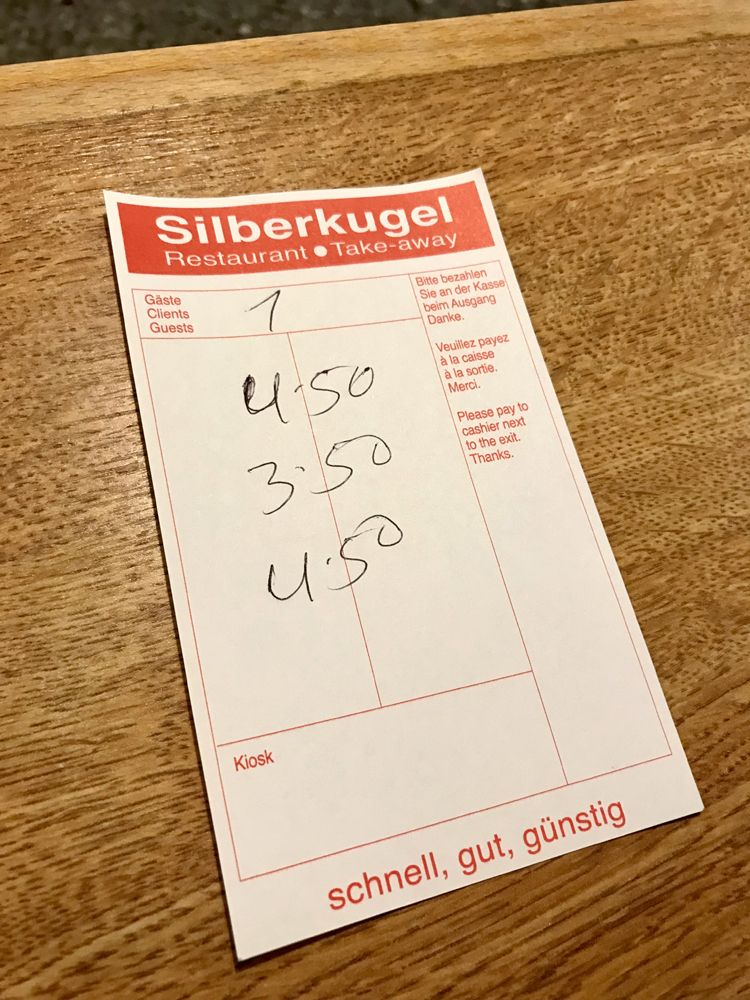 Silberkugel
Restaurant • Take-away
Gäste
Clients
Guests
1
4.50
3.50
4.50
Bitte bezahlen
Sie an der Kasse
beim Ausgang
Danke.
Veuillez payez
à la caisse
à la sortie.
Merci.
Please pay to
cashier next
to the exit.
Thanks.
Kiosk
schnell, gut, günstig